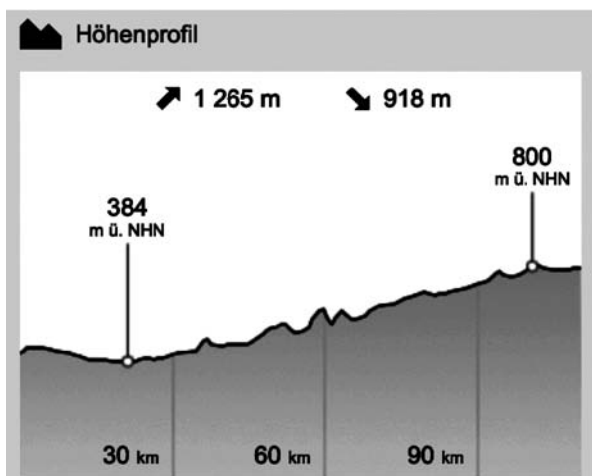 Höhenprofil
1 265 m 918 m
800
m ü. NHN
384
m ü. NHN
30 km 60 km 90 km